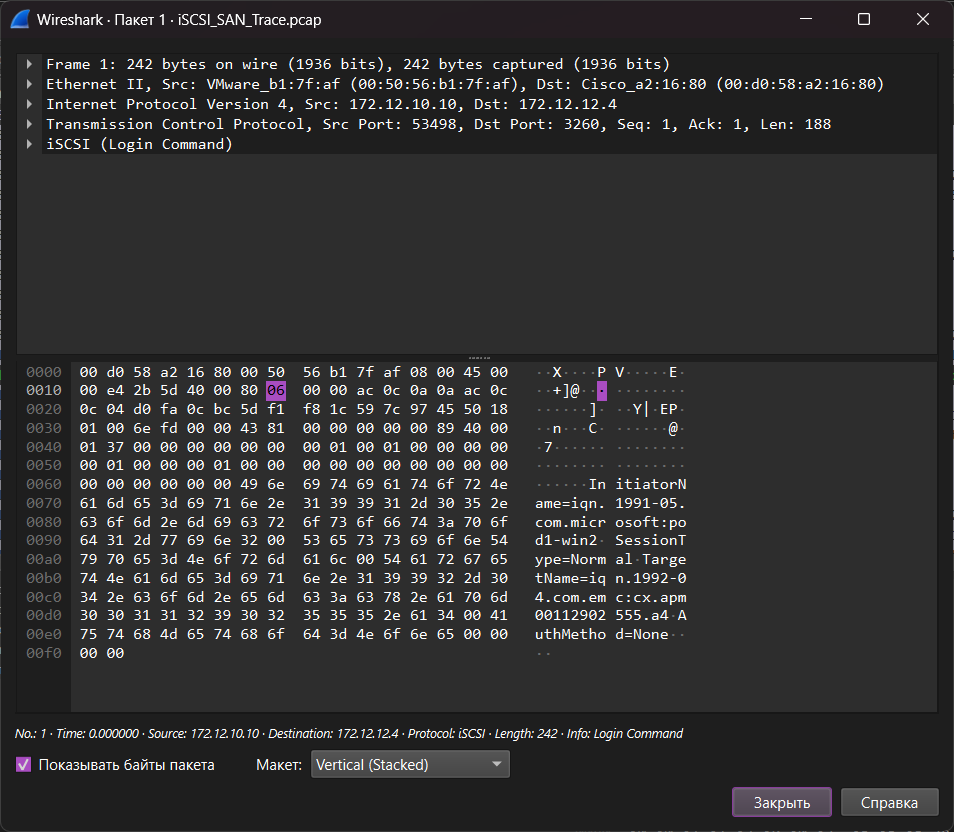 Wireshark · Пакет 1 · iSCSI_SAN_Trace.pcap
Frame 1: 242 bytes on wire (1936 bits), 242 bytes captured (1936 bits)
Ethernet II, Src: VMware_b1:7f:af (00:50:56:b1:7f:af), Dst: Cisco_a2:16:80 (00:d0:58:a2:16:80)
Internet Protocol Version 4, Src: 172.12.10.10, Dst: 172.12.12.4
Transmission Control Protocol, Src Port: 53498, Dst Port: 3260, Seq: 1, Ack: 1, Len: 188
iSCSI (Login Command)
0000 00 d0 58 a2 16 80 00 50 56 b1 7f af 08 00 45 00 ··X····P V·····E·
0010 00 e4 2b 5d 40 00 80 06 00 00 ac 0c 0a 0a ac 0c ··+]@··· ········
0020 0c 04 d0 fa 0c bc 5d f1 f8 1c 59 7c 97 45 50 18 ······]· ··Y|·EP·
0030 01 00 6e fd 00 00 43 81 00 00 00 00 00 89 40 00 ··n···C· ······@·
0040 01 37 00 00 00 00 00 00 00 01 00 01 00 00 00 00 ·7······ ········
0050 00 01 00 00 00 01 00 00 00 00 00 00 00 00 00 00 ········ ········
0060 00 00 00 00 00 00 49 6e 69 74 69 61 74 6f 72 4e ······In itiatorN
0070 61 6d 65 3d 69 71 6e 2e 31 39 39 31 2d 30 35 2e ame=iqn. 1991-05.
0080 63 6f 6d 2e 6d 69 63 72 6f 73 6f 66 74 3a 70 6f com.micr osoft:po
0090 64 31 2d 77 69 6e 32 00 53 65 73 73 69 6f 6e 54 d1-win2· SessionT
00a0 79 70 65 3d 4e 6f 72 6d 61 6c 00 54 61 72 67 65 ype=Norm al·Targe
00b0 74 4e 61 6d 65 3d 69 71 6e 2e 31 39 39 32 2d 30 tName=iq n.1992-0
00c0 34 2e 63 6f 6d 2e 65 6d 63 3a 63 78 2e 61 70 6d 4.com.em c:cx.apm
00d0 30 30 31 31 32 39 30 32 35 35 35 2e 61 34 00 41 00112902 555.a4·A
00e0 75 74 68 4d 65 74 68 6f 64 3d 4e 6f 6e 65 00 00 uthMetho d=None··
00f0 00 00 ··
No.: 1 · Time: 0.000000 · Source: 172.12.10.10 · Destination: 172.12.12.4 · Protocol: iSCSI · Length: 242 · Info: Login Command
Показывать байты пакета Макет: Vertical (Stacked)
Закрыть Справка